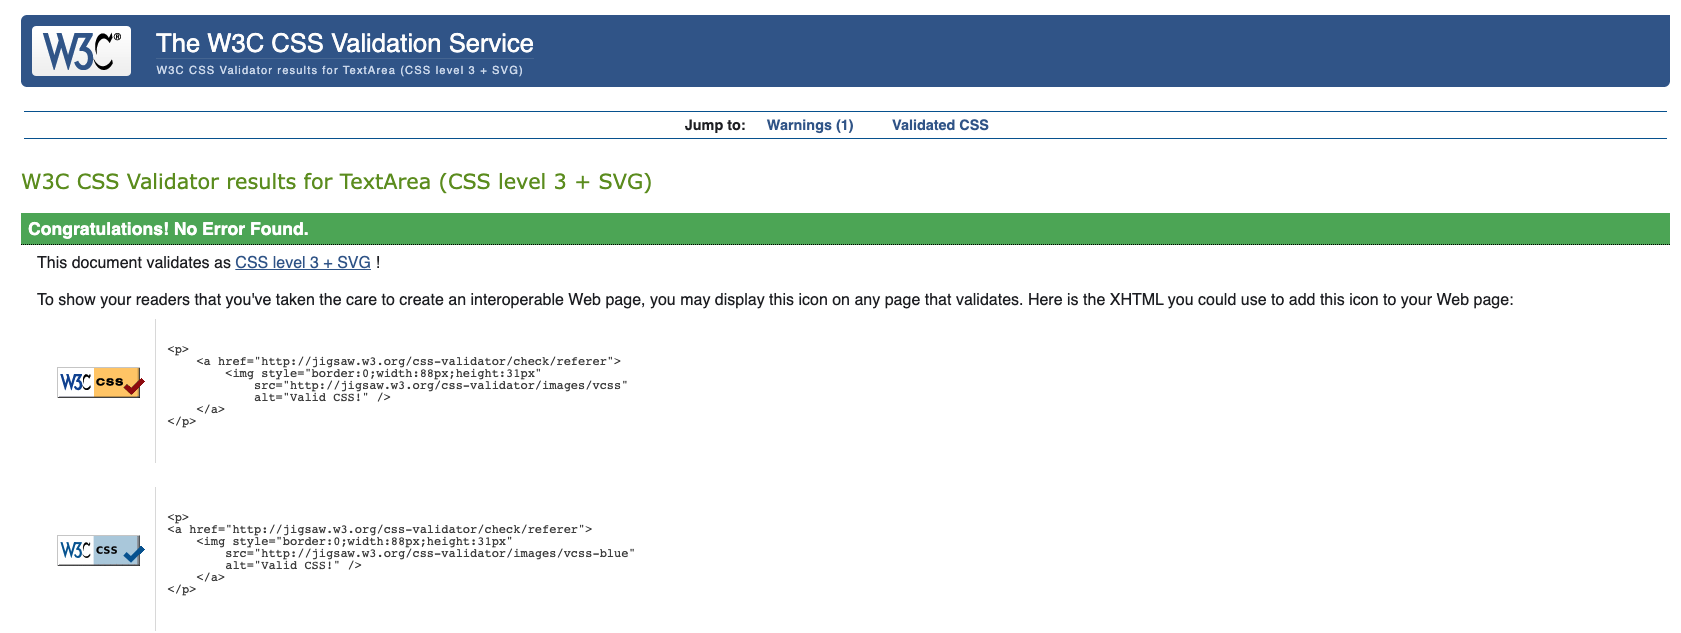 W3C®
The W3C CSS Validation Service
W3C CSS Validator results for TextArea (CSS level 3 + SVG)
Jump to: Warnings (1) Validated CSS
W3C CSS Validator results for TextArea (CSS level 3 + SVG)
Congratulations! No Error Found.
This document validates as CSS level 3 + SVG !
To show your readers that you've taken the care to create an interoperable Web page, you may display this icon on any page that validates. Here is the XHTML you could use to add this icon to your Web page:
W3C css
<p>
    <a href="http://jigsaw.w3.org/css-validator/check/referer">
        <img style="border:0;width:88px;height:31px"
            src="http://jigsaw.w3.org/css-validator/images/vcss"
            alt="Valid CSS!" />
    </a>
</p>
W3C css
<p>
<a href="http://jigsaw.w3.org/css-validator/check/referer">
    <img style="border:0;width:88px;height:31px"
        src="http://jigsaw.w3.org/css-validator/images/vcss-blue"
        alt="Valid CSS!" />
    </a>
</p>